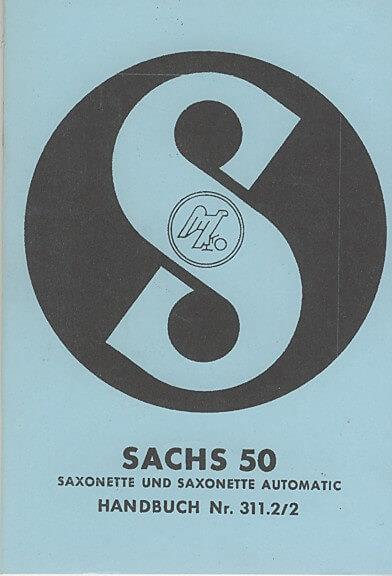 S
SACHS 50
SAXONETTE UND SAXONETTE AUTOMATIC
HANDBUCH Nr. 311.2/2